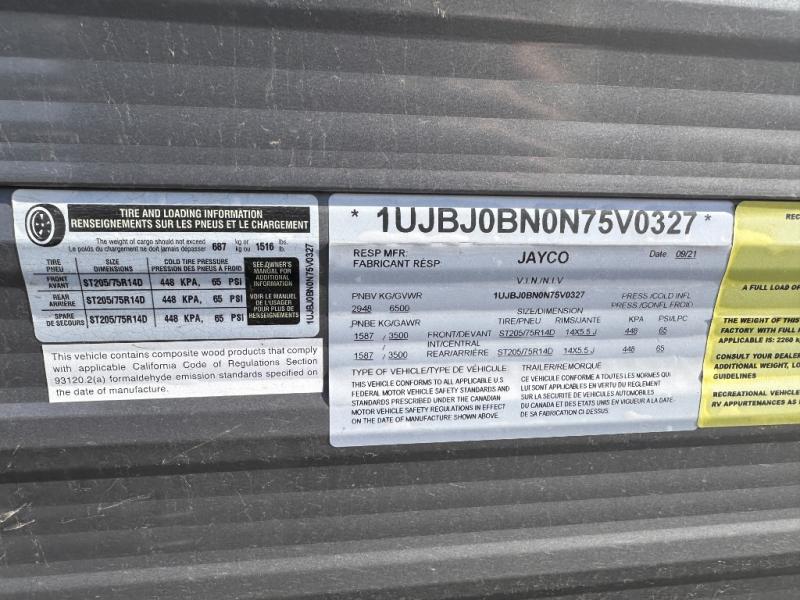 TIRE AND LOADING INFORMATION
RENSEIGNEMENTS SUR LES PNEUS ET LE CHARGEMENT
The weight of cargo should not exceed 687 kg or 1516 lbs.
Le poids du chargement ne doit jamais dépasser kg ou lb.
TIRE PNEU
SIZE DIMENSIONS
COLD TIRE PRESSURE PRESSION DES PNEUS À FROID
FRONT AVANT ST205/75R14D 448 KPA, 65 PSI
REAR ARRIÈRE ST205/75R14D 448 KPA, 65 PSI
SPARE DE SECOURS ST205/75R14D 448 KPA, 65 PSI
SEE OWNER'S
MANUAL FOR
ADDITIONAL
INFORMATION
VOIR LE MANUEL
DE L'USAGER
POUR PLUS DE
RENSEIGNEMENTS
1UJBJ0BN0N75V0327
This vehicle contains composite wood products that comply
with applicable California Code of Regulations Section
93120.2(a) formaldehyde emission standards specified on
the date of manufacture.
* 1UJBJ0BN0N75V0327 *
RESP MFR. JAYCO Date: 09/21
FABRICANT RESP
V.I.N/N.I.V
PNBV KG/GVWR 1UJBJ0BN0N75V0327 PRESS/COLD INFL
2948 6500 SIZE/DIMENSION PRESS/GONFL FROID
PNBE KG/GAWR TIRE/PNEU RIMSUANTE KPA PSI/LPC
1587 / 3500 FRONT/DEVANT ST205/75R14D 14X5.5 J 448 65
INT/CENTRAL
1587 / 3500 REAR/ARRIÈRE ST205/75R14D 14X5.5 J 448 65
TYPE OF VEHICLE/TYPE DE VÉHICULE TRAILER/REMORQUE
THIS VEHICLE CONFORMS TO ALL APPLICABLE U.S
FEDERAL MOTOR VEHICLE SAFETY STANDARDS AND
STANDARDS PRESCRIBED UNDER THE CANADIAN
MOTOR VEHICLE SAFETY REGULATIONS IN EFFECT
ON THE DATE OF MANUFACTURE SHOWN ABOVE.
CE VEHICULE CONFORME A TOUTES LES NORMES QUI
LUI SONT APPLICABLES EN VERTU DU REGLEMENT
SUR LA SECURITE DE VEHICULES AUTOMOBILES
DU CANADA ET DES ETATS UNIS EN VIGUEUR A LA DATE-
DE SA FABRICATION CI-DESSUS.
REC
A FULL LOAD OF
THE WEIGHT OF THIS
FACTORY WITH FULL
APPLICABLE IS: 2260
CONSULT YOUR DEALER
ADDITIONAL WEIGHT, LO
GUIDELINES
RECREATIONAL VEHICLE
RV APPURTENANCES AS